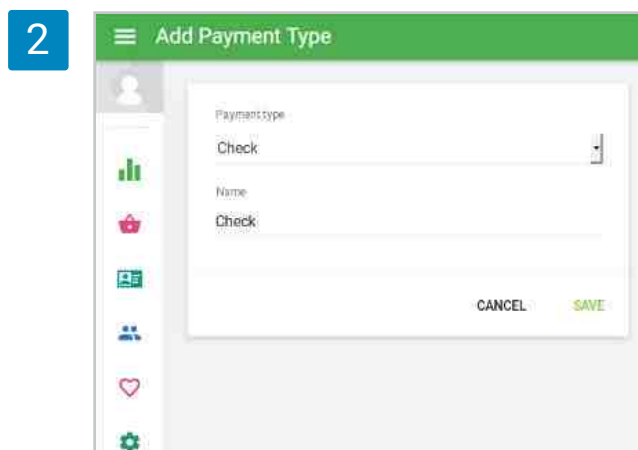 2
Add Payment Type
Payment type
Check
Name
Check
CANCEL SAVE